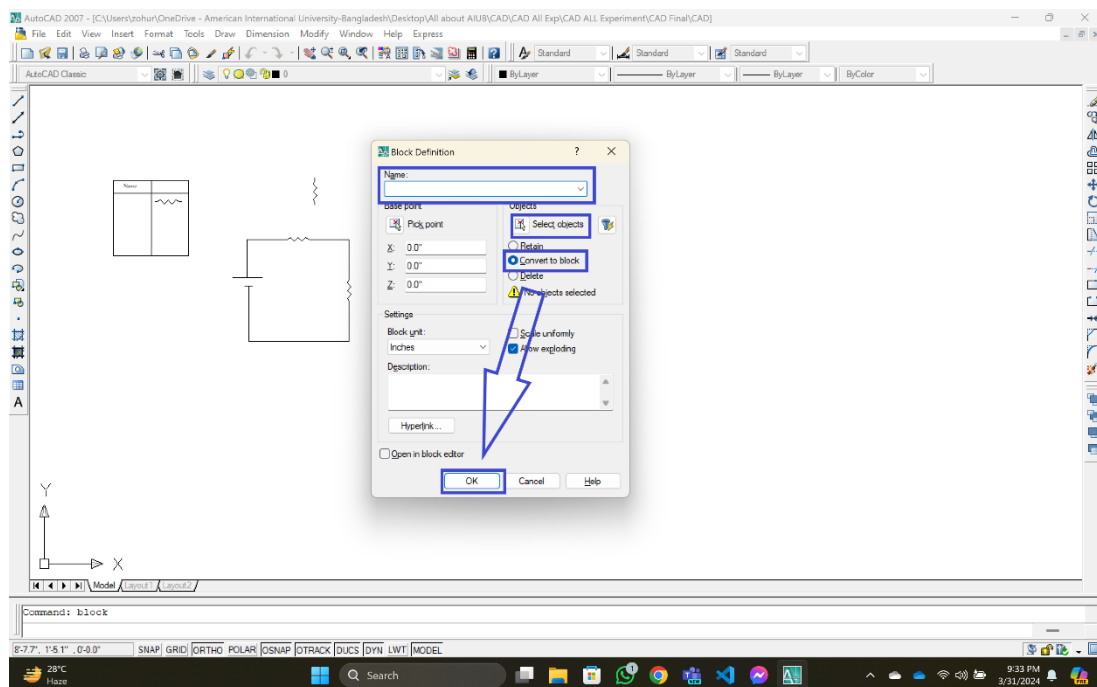 AutoCAD 2007 - [C:\Users\zohur\OneDrive - American International University-Bangladesh\Desktop\All about AIUB\CAD\CAD All Exp\CAD ALL Experiment\CAD Final\CAD]
File Edit View Insert Format Tools Draw Dimension Modify Window Help Express
Standard Standard Standard
AutoCAD Classic 0 ByLayer ByLayer ByLayer ByColor
Name
Block Definition ? X
Name:
Base point Objects
Pick point Select objects
X: 0.0" Retain
Y: 0.0" Convert to block
Z: 0.0" Delete
No objects selected
Settings
Block unit: Scale uniformly
Inches Allow exploding
Description:
Hyperlink...
Open in block editor
OK Cancel Help
A
Y
X
Model Layout1 Layout2
Command: block
8'-7.7", 1'-5.1" , 0'-0.0" SNAP GRID ORTHO POLAR OSNAP OTRACK DUCS DYN LWT MODEL
28°C
Haze
Search
1
9:33 PM
3/31/2024